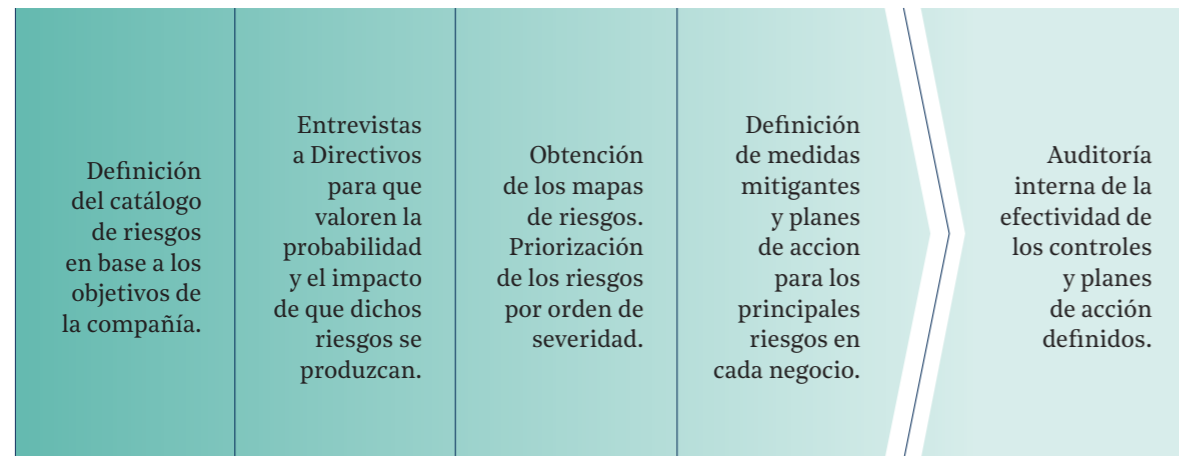 Definición
del catálogo
de riesgos
en base a los
objetivos de
la compañía.
Entrevistas
a Directivos
para que
valoren la
probabilidad
y el impacto
de que dichos
riesgos se
produzcan.
Obtención
de los mapas
de riesgos.
Priorización
de los riesgos
por orden de
severidad.
Definición
de medidas
mitigantes
y planes
de accion
para los
principales
riesgos en
cada negocio.
Auditoría
interna de la
efectividad de
los controles
y planes
de acción
definidos.